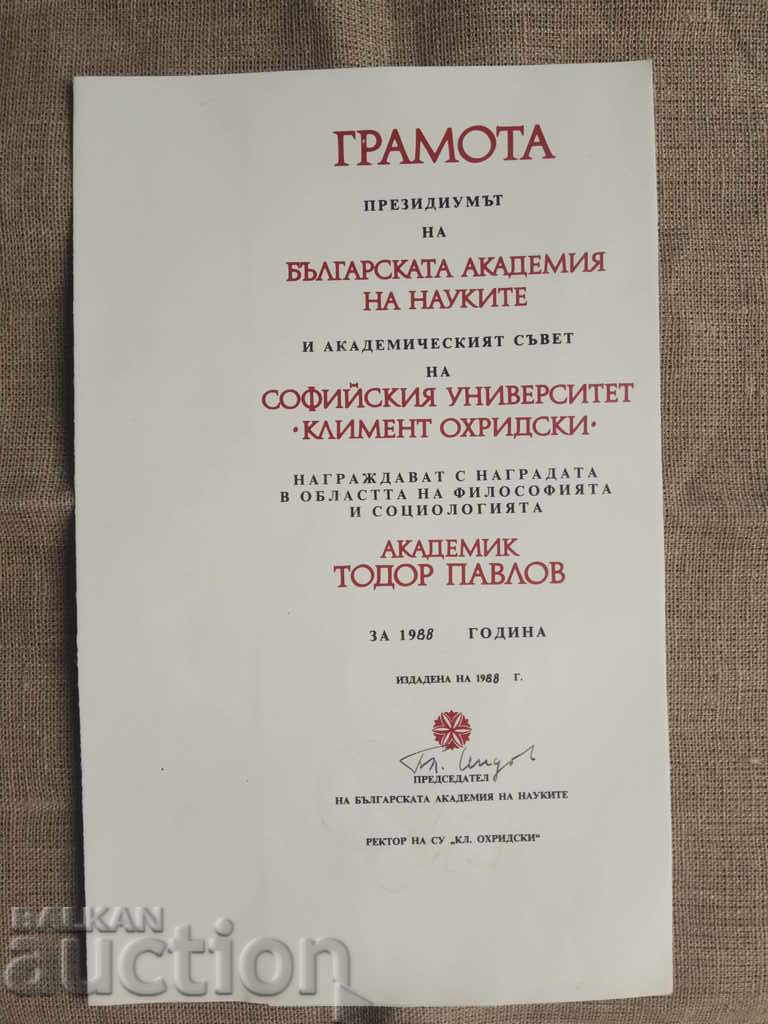 ГРАМОТА
ПРЕЗИДИУМЪТ
НА
БЪЛГАРСКАТА АКАДЕМИЯ
НА НАУКИТЕ
И АКАДЕМИЧЕСКИЯТ СЪВЕТ
НА
СОФИЙСКИЯ УНИВЕРСИТЕТ
·КЛИМЕНТ ОХРИДСКИ·
НАГРАЖДАВАТ С НАГРАДАТА
В ОБЛАСТТА НА ФИЛОСОФИЯТА
И СОЦИОЛОГИЯТА
АКАДЕМИК
ТОДОР ПАВЛОВ
ЗА 1988 ГОДИНА
ИЗДАДЕНА НА 1988 Г.
ПРЕДСЕДАТЕЛ
НА БЪЛГАРСКАТА АКАДЕМИЯ НА НАУКИТЕ
РЕКТОР НА СУ „КЛ. ОХРИДСКИ“
BALKAN
auction